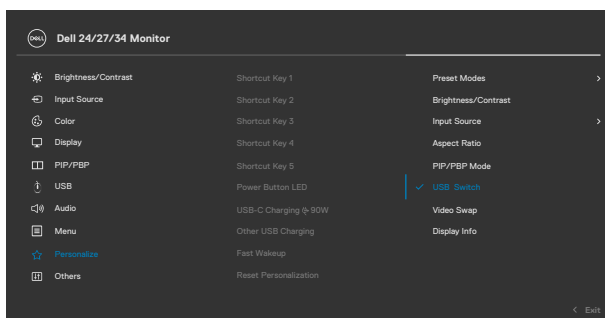 DELL Dell 24/27/34 Monitor
Brightness/Contrast
Input Source
Color
Display
PIP/PBP
USB
Audio
Menu
Personalize
Others
Shortcut Key 1
Shortcut Key 2
Shortcut Key 3
Shortcut Key 4
Shortcut Key 5
Power Button LED
USB-C Charging 90W
Other USB Charging
Fast Wakeup
Reset Personalization
Preset Modes
Brightness/Contrast
Input Source
Aspect Ratio
PIP/PBP Mode
USB Switch
Video Swap
Display Info
Exit